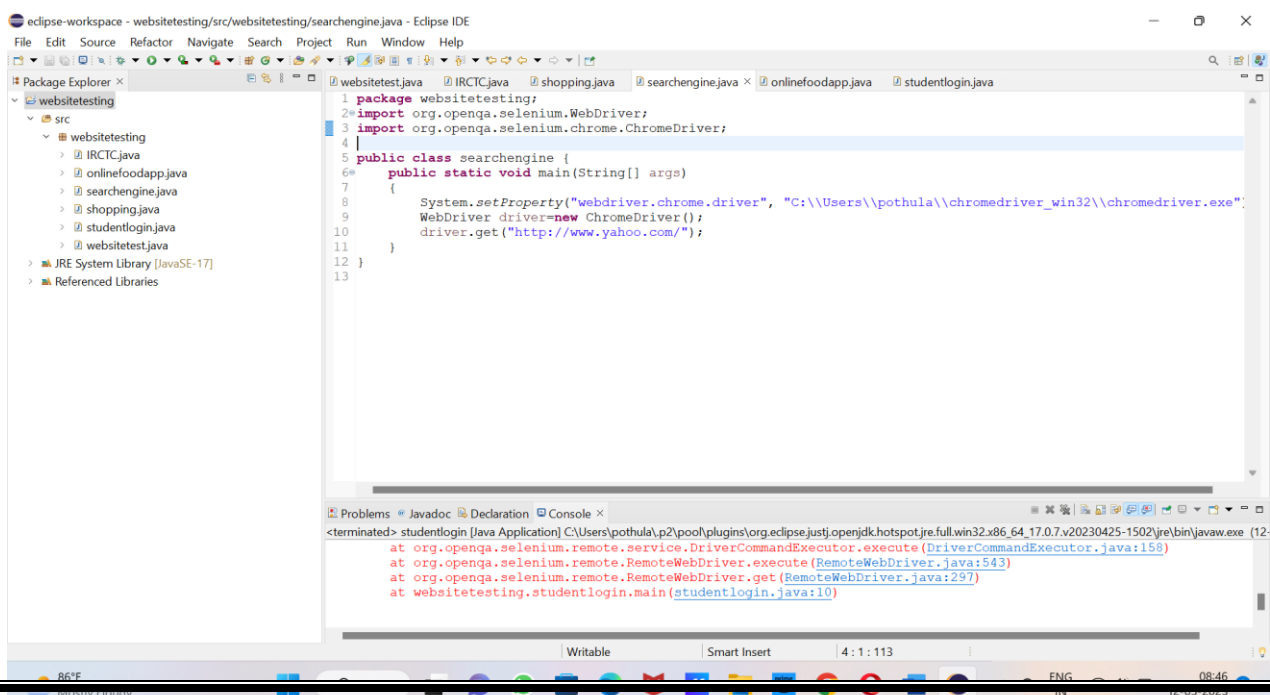 eclipse-workspace - websitetesting/src/websitetesting/searchengine.java - Eclipse IDE
File Edit Source Refactor Navigate Search Project Run Window Help
Package Explorer
websitetesting
src
websitetesting
IRCTC.java
onlinefoodapp.java
searchengine.java
shopping.java
studentlogin.java
websitetest.java
JRE System Library [JavaSE-17]
Referenced Libraries
websitetest.java IRCTC.java shopping.java searchengine.java onlinefoodapp.java studentlogin.java
1 package websitetesting;
2 import org.openqa.selenium.WebDriver;
3 import org.openqa.selenium.chrome.ChromeDriver;
4
5 public class searchengine {
6 public static void main(String[] args)
7 {
8 System.setProperty("webdriver.chrome.driver", "C:\\Users\\pothula\\chromedriver_win32\\chromedriver.exe")
9 WebDriver driver=new ChromeDriver();
10 driver.get("http://www.yahoo.com/");
11 }
12 }
13
Problems Javadoc Declaration Console
<terminated> studentlogin [Java Application] C:\Users\pothula\.p2\pool\plugins\org.eclipse.justj.openjdk.hotspot.jre.full.win32.x86_64_17.0.7.v20230425-1502\jre\bin\javaw.exe (12-
at org.openqa.selenium.remote.service.DriverCommandExecutor.execute(DriverCommandExecutor.java:158)
at org.openqa.selenium.remote.RemoteWebDriver.execute(RemoteWebDriver.java:543)
at org.openqa.selenium.remote.RemoteWebDriver.get(RemoteWebDriver.java:297)
at websitetesting.studentlogin.main(studentlogin.java:10)
Writable Smart Insert 4 : 1 : 113
86°F ENG 08:46
IN